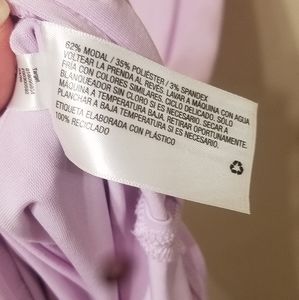 62% MODAL / 35% POLIÉSTER / 3% SPANDEX
VOLTEAR LA PRENDA AL REVÉS. LAVAR A MÁQUINA CON AGUA
FRÍA CON COLORES SIMILARES. CICLO DELICADO. SÓLO
BLANQUEADOR SIN CLORO SI ES NECESARIO. SECAR A
MÁQUINA A TEMPERATURA BAJA. RETIRAR OPORTUNAMENTE.
PLANCHAR A BAJA TEMPERATURA SI ES NECESARIO.
ETIQUETA ELABORADA CON PLÁSTICO
100% RECICLADO